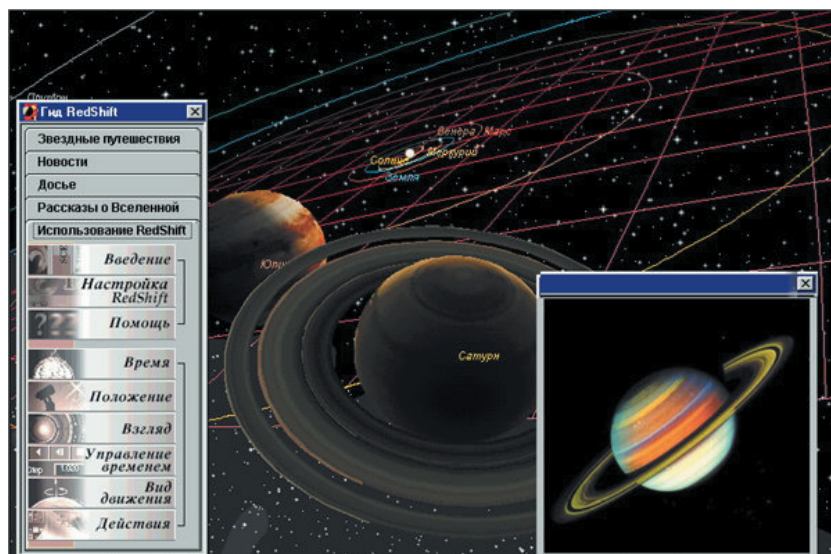 Гид RedShift
Звездные путешествия
Новости
Досье
Рассказы о Вселенной
Использование RedShift
Введение
Настройка
RedShift
Помощь
Время
Положение
Взгляд
Управление
временем
Вид
движения
Действия
Венера Марс
Солнце Меркурий
Земля
Сатурн